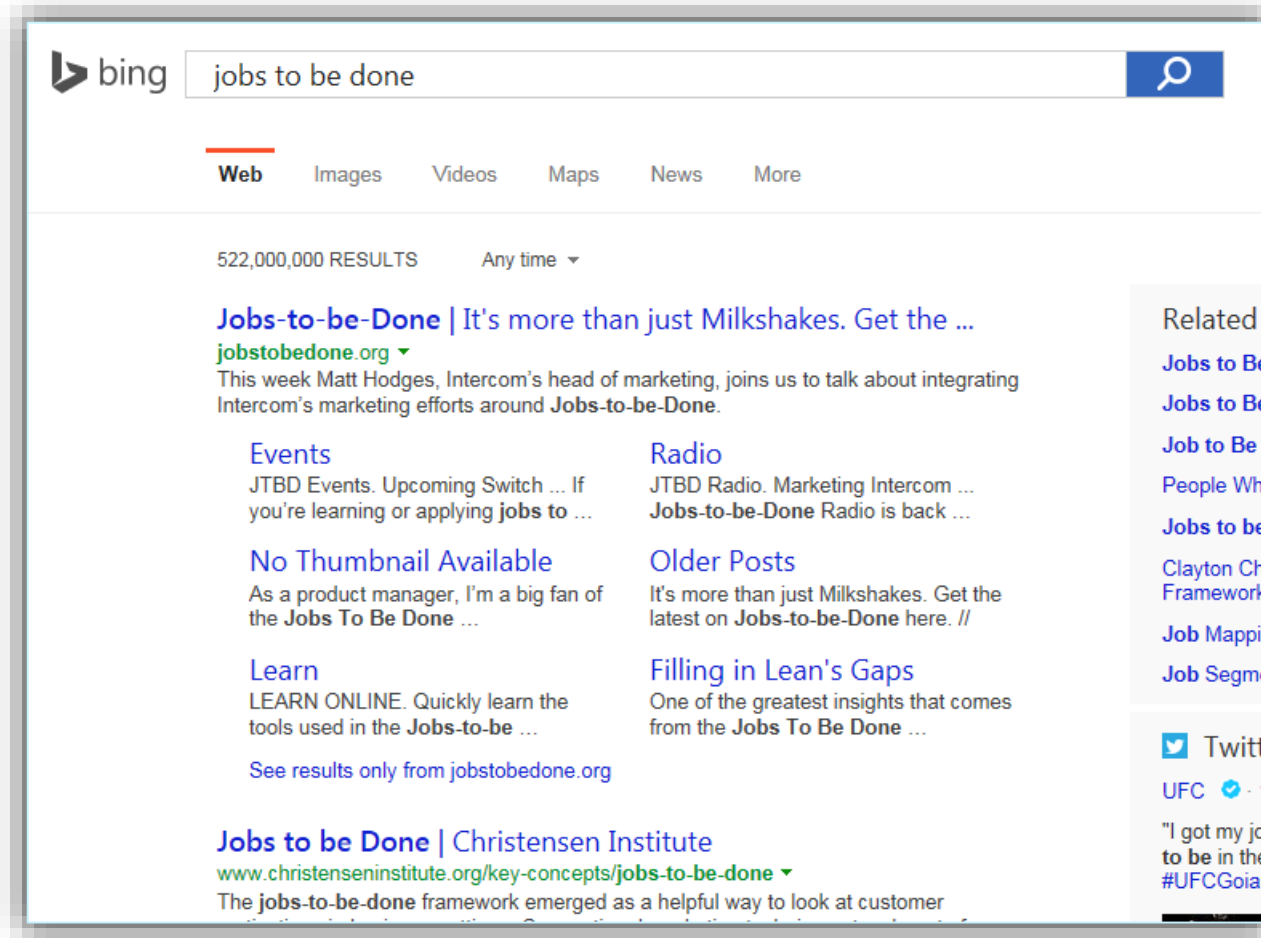 bing
jobs to be done
Web Images Videos Maps News More
522,000,000 RESULTS Any time
Jobs-to-be-Done | It's more than just Milkshakes. Get the ...
jobstobedone.org
This week Matt Hodges, Intercom's head of marketing, joins us to talk about integrating
Intercom's marketing efforts around Jobs-to-be-Done.
Events
JTBD Events. Upcoming Switch ... If
you're learning or applying jobs to ...
Radio
JTBD Radio. Marketing Intercom ...
Jobs-to-be-Done Radio is back ...
No Thumbnail Available
As a product manager, I'm a big fan of
the Jobs To Be Done ...
Older Posts
It's more than just Milkshakes. Get the
latest on Jobs-to-be-Done here. //
Learn
LEARN ONLINE. Quickly learn the
tools used in the Jobs-to-be ...
Filling in Lean's Gaps
One of the greatest insights that comes
from the Jobs To Be Done ...
See results only from jobstobedone.org
Jobs to be Done | Christensen Institute
www.christenseninstitute.org/key-concepts/jobs-to-be-done
The jobs-to-be-done framework emerged as a helpful way to look at customer
Related
Jobs to B
Jobs to B
Job to Be
People Wh
Jobs to be
Clayton Ch
Framework
Job Mappi
Job Segm
Twitt
UFC
"I got my jo
to be in the
#UFCGoia